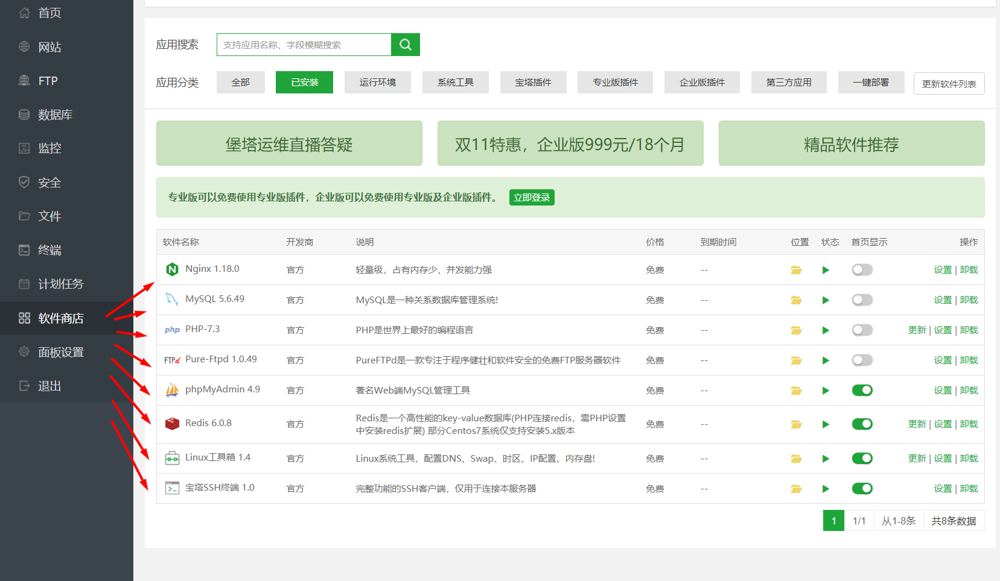 首页
网站
FTP
数据库
监控
安全
文件
终端
计划任务
软件商店
面板设置
退出
应用搜索 支持应用名称、字段模糊搜索
应用分类 全部 已安装 运行环境 系统工具 宝塔插件 专业版插件 企业版插件 第三方应用 一键部署 更新软件列表
堡塔运维直播答疑 双11特惠，企业版999元/18个月 精品软件推荐
专业版可以免费使用专业版插件，企业版可以免费使用专业版及企业版插件。 立即登录
软件名称 开发商 说明 价格 到期时间 位置 状态 首页显示 操作
Nginx 1.18.0 官方 轻量级，占有内存少，并发能力强 免费 -- 设置 | 卸载
MySQL 5.6.49 官方 MySQL是一种关系数据库管理系统! 免费 -- 设置 | 卸载
php PHP-7.3 官方 PHP是世界上最好的编程语言 免费 -- 更新 | 设置 | 卸载
FTPd Pure-Ftpd 1.0.49 官方 PureFTPd是一款专注于程序健壮和软件安全的免费FTP服务器软件 免费 -- 设置 | 卸载
phpMyAdmin 4.9 官方 著名Web端MySQL管理工具 免费 -- 设置 | 卸载
Redis 6.0.8 官方 Redis是一个高性能的key-value数据库(PHP连接redis，需PHP设置
中安装redis扩展) 部分Centos7系统仅支持安装5.x版本 免费 -- 更新 | 设置 | 卸载
Linux工具箱 1.4 官方 Linux系统工具，配置DNS、Swap、时区、IP配置、内存盘! 免费 -- 更新 | 设置 | 卸载
宝塔SSH终端 1.0 官方 完整功能的SSH客户端，仅用于连接本服务器 免费 -- 设置 | 卸载
1 1/1 从1-8条 共8条数据